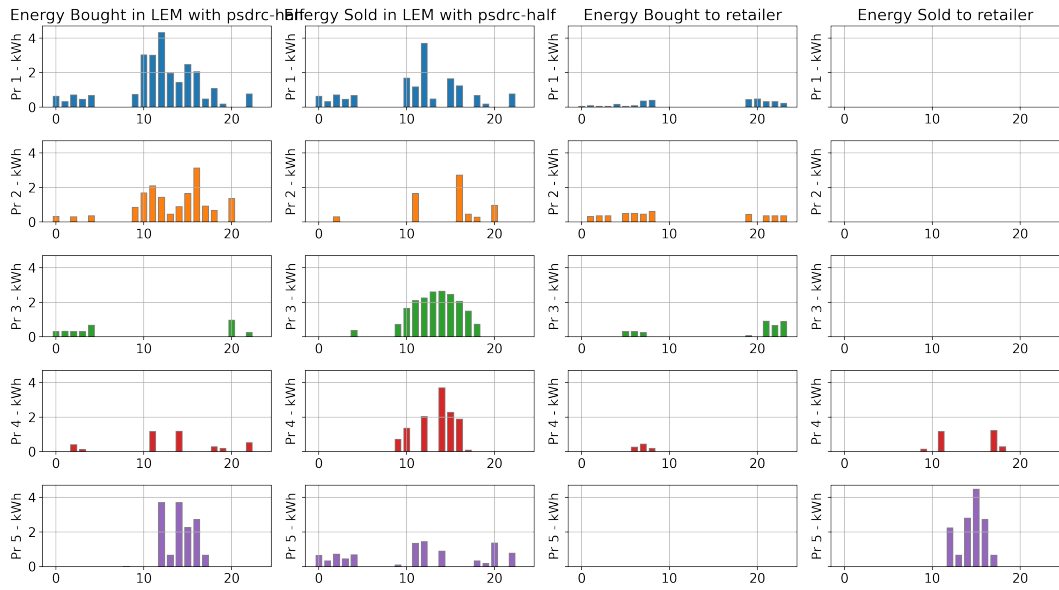 Energy Bought in LEM with psdrc-half
Energy Sold in LEM with psdrc-half
Energy Bought to retailer
Energy Sold to retailer
Pr 1 - kWh
4
2
0
0 10 20
Pr 1 - kWh
0 10 20
Pr 1 - kWh
0 10 20
Pr 1 - kWh
0 10 20
Pr 2 - kWh
4
2
0
0 10 20
Pr 2 - kWh
0 10 20
Pr 2 - kWh
0 10 20
Pr 2 - kWh
0 10 20
Pr 3 - kWh
4
2
0
0 10 20
Pr 3 - kWh
0 10 20
Pr 3 - kWh
0 10 20
Pr 3 - kWh
0 10 20
Pr 4 - kWh
4
2
0
0 10 20
Pr 4 - kWh
0 10 20
Pr 4 - kWh
0 10 20
Pr 4 - kWh
0 10 20
Pr 5 - kWh
4
2
0
0 10 20
Pr 5 - kWh
0 10 20
Pr 5 - kWh
0 10 20
Pr 5 - kWh
0 10 20